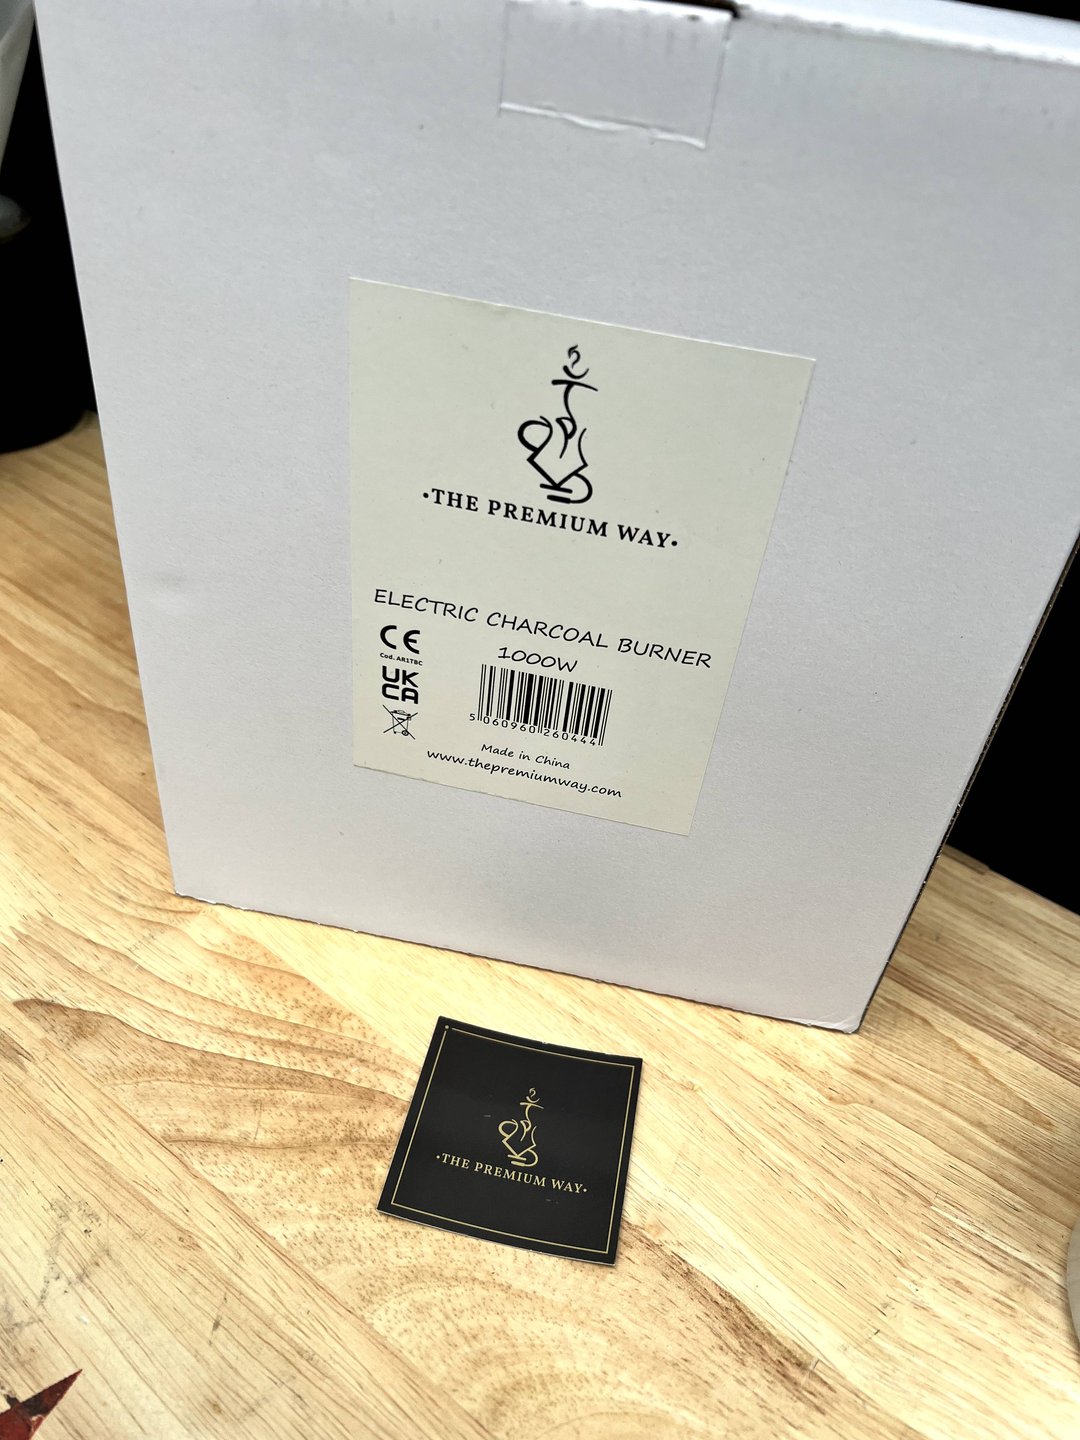 ·THE PREMIUM WAY·
ELECTRIC CHARCOAL BURNER
1000W
CE
Cod. AR1TBC
UK
CA
5 060960 260444
Made in China
www.thepremiumway.com
·THE PREMIUM WAY·